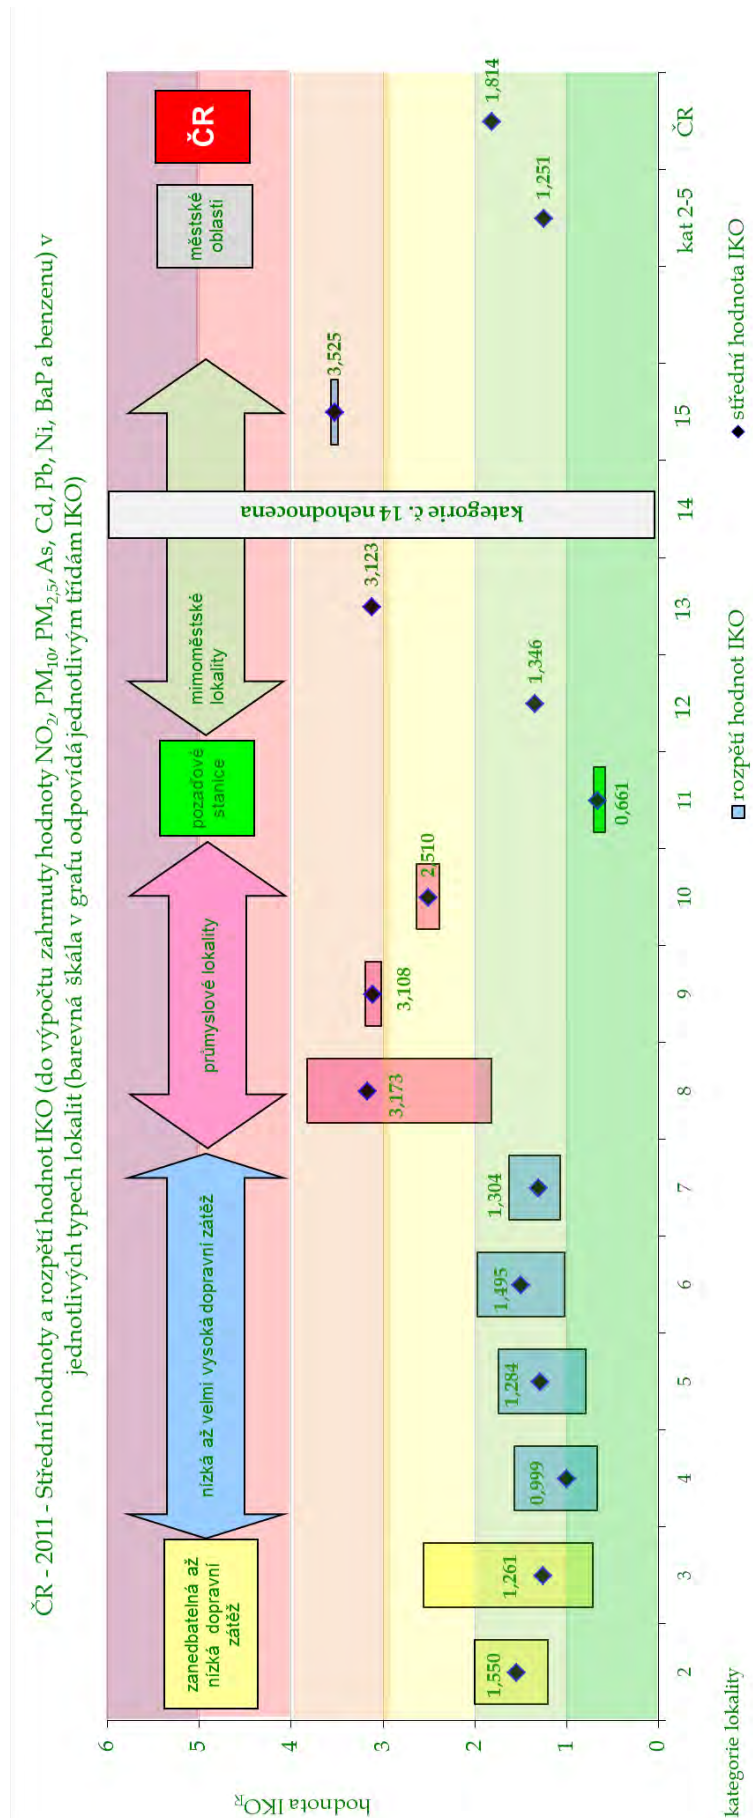 ČR - 2011 - Střední hodnoty a rozpětí hodnot IKO (do výpočtu zahrnuty hodnoty NO2, PM10, PM2,5, As, Cd, Pb, Ni, BaP a benzenu) v
jednotlivých typech lokalit (barevná škála v grafu odpovídá jednotlivým třídám IKO)
hodnota IKOR
6
5
4
3
2
1
0
zanedbatelná až
nízká dopravní
zátěž
nízká až velmi vysoká dopravní zátěž
průmyslové lokality
pozaďové
stanice
mimoměstské
lokality
městské
oblasti
ČR
1,550
1,261
0,999
1,284
1,495
1,304
3,173
3,108
2,510
0,661
1,346
3,123
kategorie č. 14 nehodnocena
3,525
1,251
1,814
2
3
4
5
6
7
8
9
10
11
12
13
14
15
kat 2-5
ČR
kategorie lokality
rozpětí hodnot IKO
střední hodnota IKO